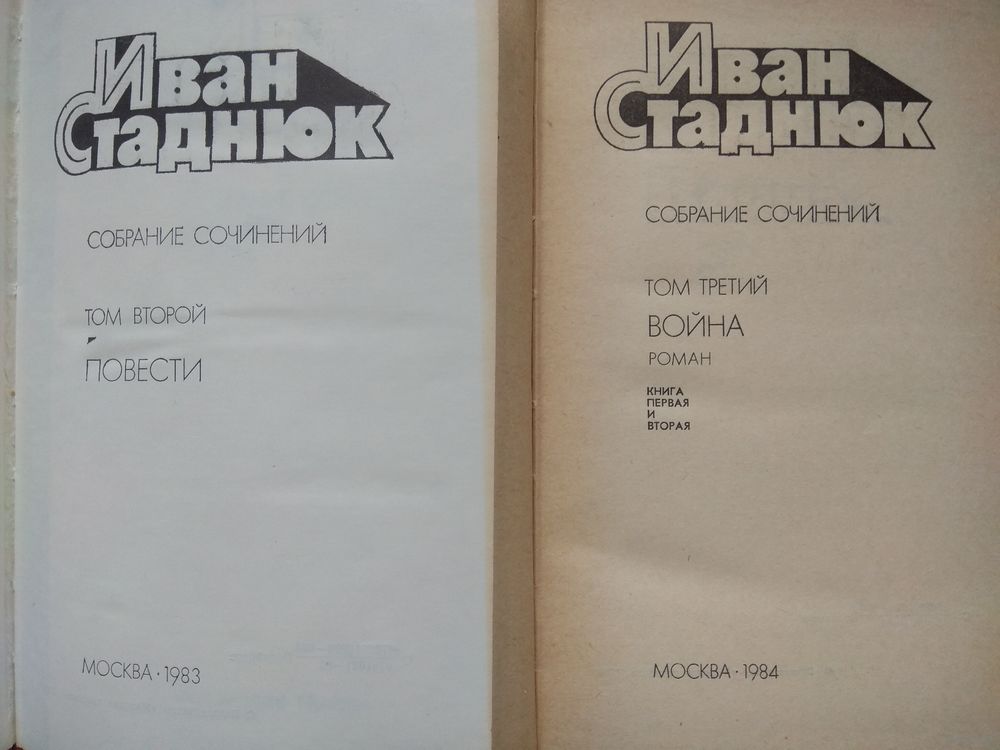 Иван
Стаднюк
СОБРАНИЕ СОЧИНЕНИЙ
ТОМ ВТОРОЙ
ПОВЕСТИ
МОСКВА · 1983
Иван
Стаднюк
СОБРАНИЕ СОЧИНЕНИЙ
ТОМ ТРЕТИЙ
ВОЙНА
РОМАН
КНИГА
ПЕРВАЯ
И
ВТОРАЯ
МОСКВА · 1984